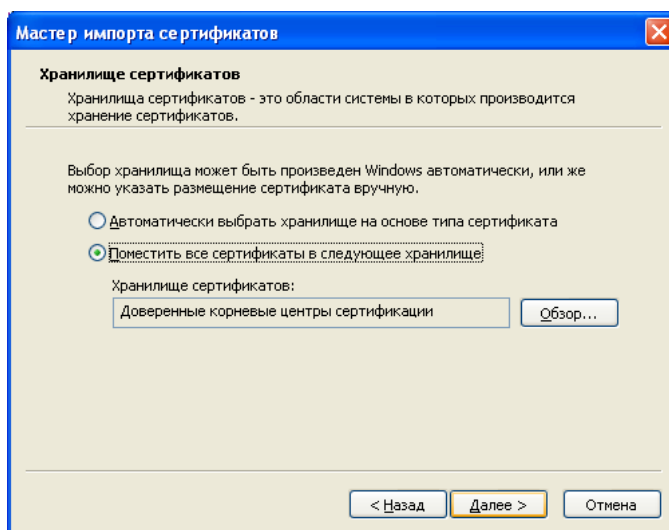 Мастер импорта сертификатов
Хранилище сертификатов
Хранилища сертификатов - это области системы в которых производится
хранение сертификатов.
Выбор хранилища может быть произведен Windows автоматически, или же
можно указать размещение сертификата вручную.
Автоматически выбрать хранилище на основе типа сертификата
Поместить все сертификаты в следующее хранилище
Хранилище сертификатов:
Доверенные корневые центры сертификации
Обзор...
< Назад
Далее >
Отмена